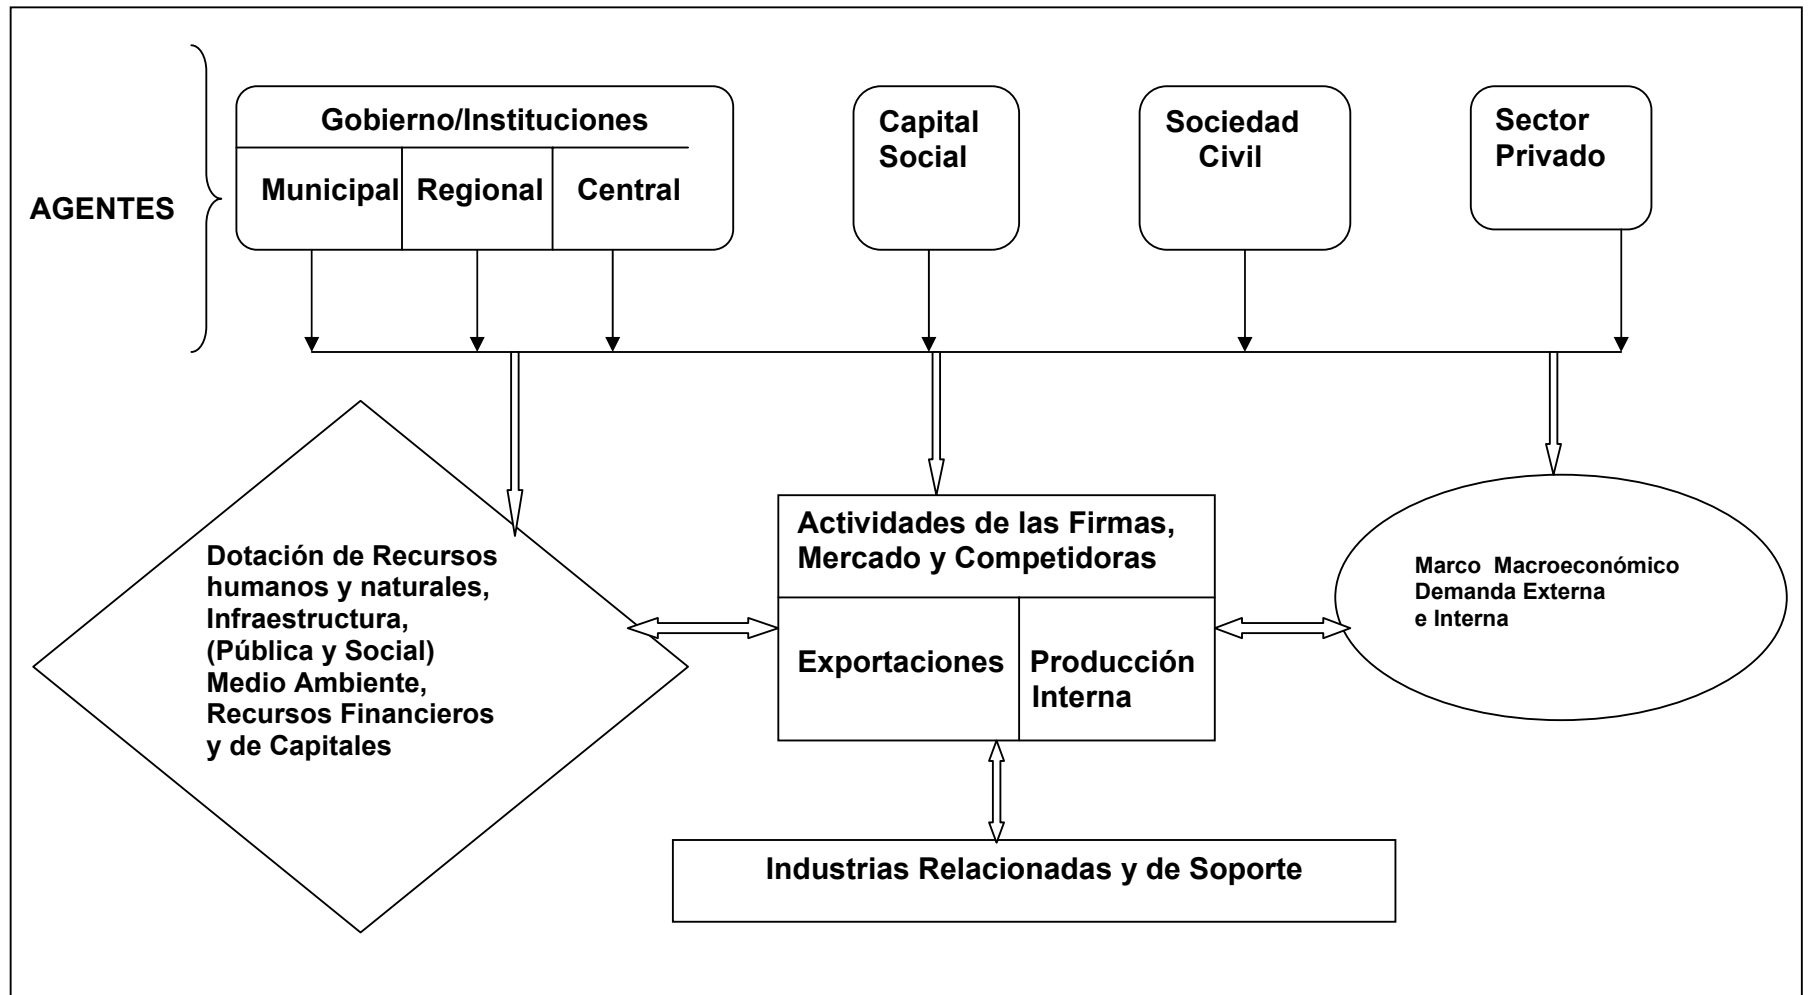 AGENTES
Gobierno/Instituciones
Municipal Regional Central
Capital
Social
Sociedad
Civil
Sector
Privado
Dotación de Recursos
humanos y naturales,
Infraestructura,
(Pública y Social)
Medio Ambiente,
Recursos Financieros
y de Capitales
Actividades de las Firmas,
Mercado y Competidoras
Exportaciones
Producción
Interna
Marco Macroeconómico
Demanda Externa
e Interna
Industrias Relacionadas y de Soporte